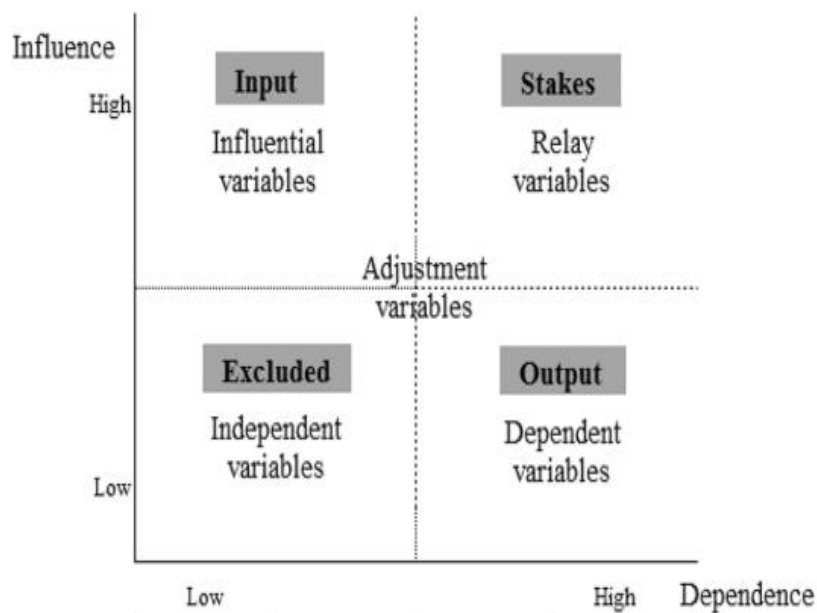 Influence
High
Input
Influential
variables
Stakes
Relay
variables
Adjustment
variables
Excluded
Independent
variables
Output
Dependent
variables
Low
Low
High
Dependence